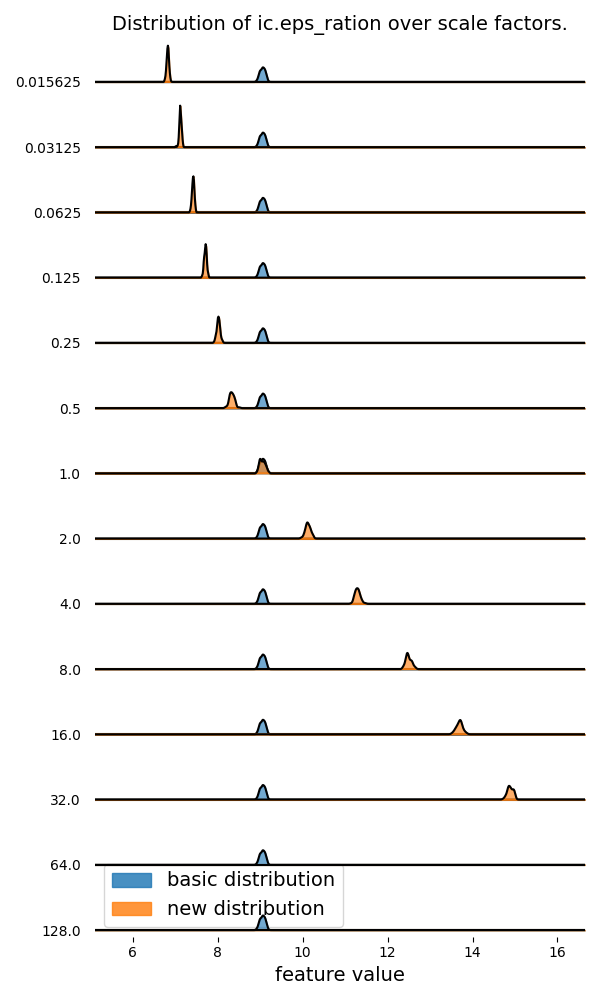 Distribution of ic.eps_ration over scale factors.
0.015625
0.03125
0.0625
0.125
0.25
0.5
1.0
2.0
4.0
8.0
16.0
32.0
64.0
basic distribution
new distribution
128.0
6 8 10 12 14 16
feature value